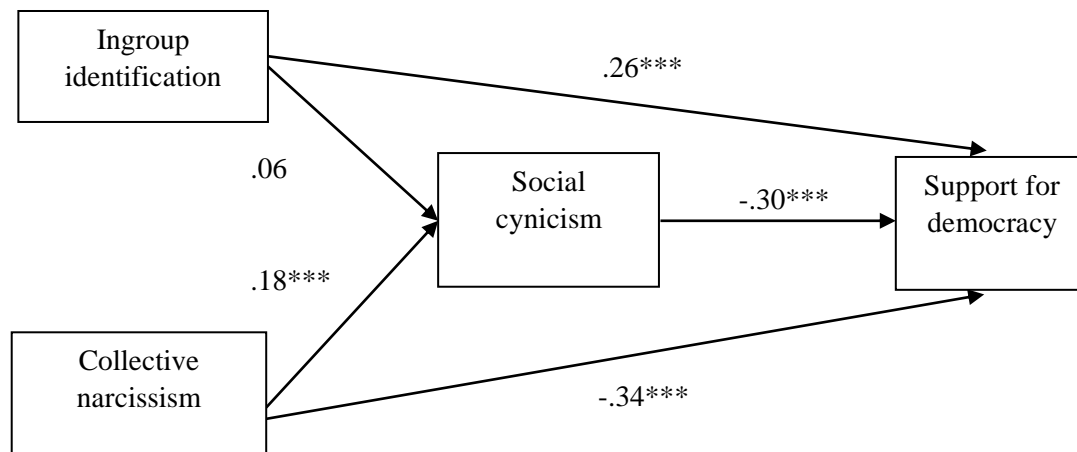 Ingroup
identification
.26***
.06
Social
cynicism
-.30***
Support for
democracy
.18***
Collective
narcissism
-.34***